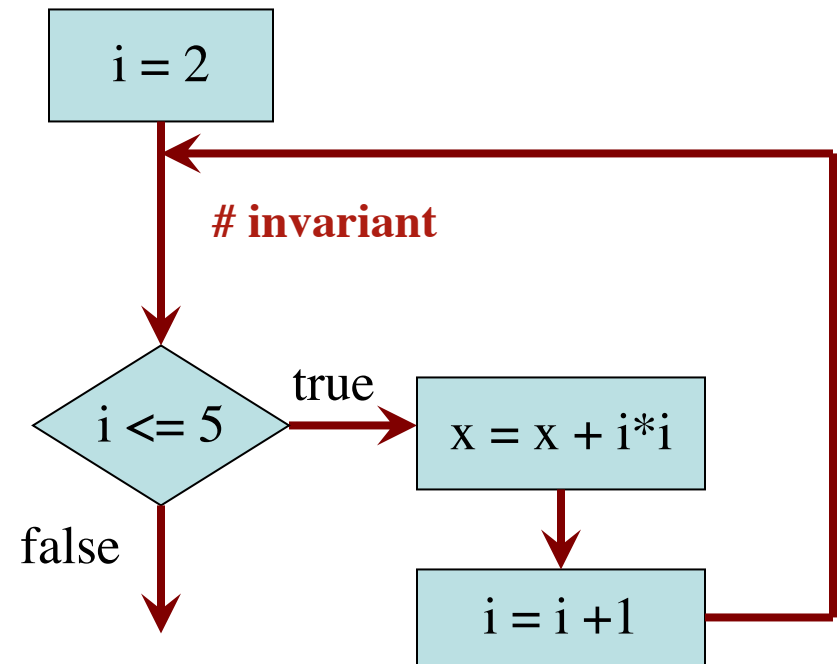 i = 2
# invariant
i <= 5
true
x = x + i*i
false
i = i +1